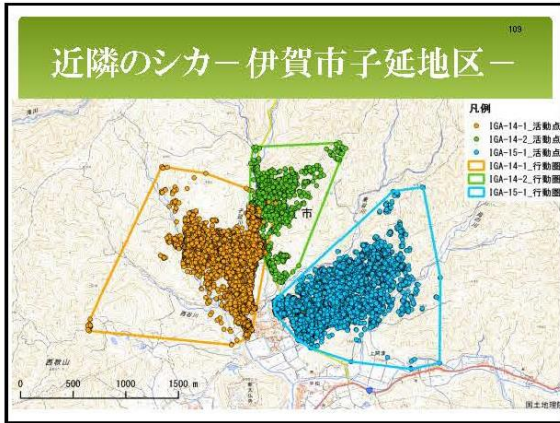 109
近隣のシカ－伊賀市子延地区－
凡例
IGA-14-1_活動点
IGA-14-2_活動点
IGA-15-1_活動点
IGA-14-1_行動圏
IGA-14-2_行動圏
IGA-15-1_行動圏
市
0 500 1000 1500 m
国土地理院